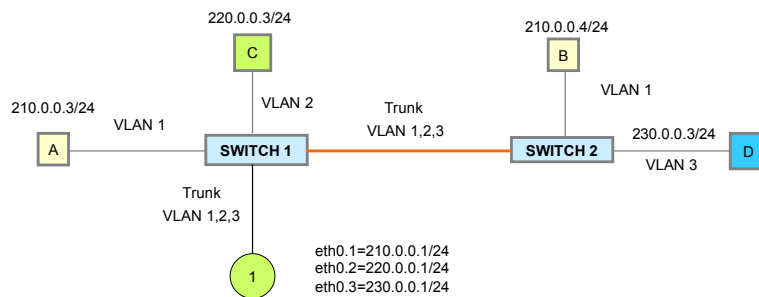 220.0.0.3/24
C
210.0.0.4/24
B
210.0.0.3/24
VLAN 1
VLAN 2
Trunk
VLAN 1,2,3
VLAN 1
A
SWITCH 1
SWITCH 2
230.0.0.3/24
VLAN 3
D
Trunk
VLAN 1,2,3
1
eth0.1=210.0.0.1/24
eth0.2=220.0.0.1/24
eth0.3=230.0.0.1/24